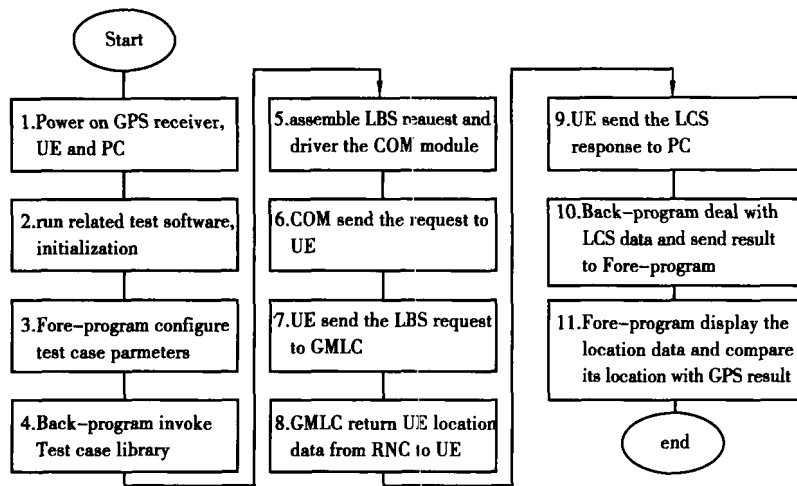 Start
1.Power on GPS receiver,
UE and PC
2.run related test software,
initialization
3.Fore-program configure
test case parmeters
4.Back-program invoke
Test case library
5.assemble LBS reauest and
driver the COM module
6.COM send the request to
UE
7.UE send the LBS request
to GMLC
8.GMLC return UE location
data from RNC to UE
9.UE send the LCS
response to PC
10.Back-program deal with
LCS data and send result
to Fore-program
11.Fore-program display the
location data and compare
its location with GPS result
end